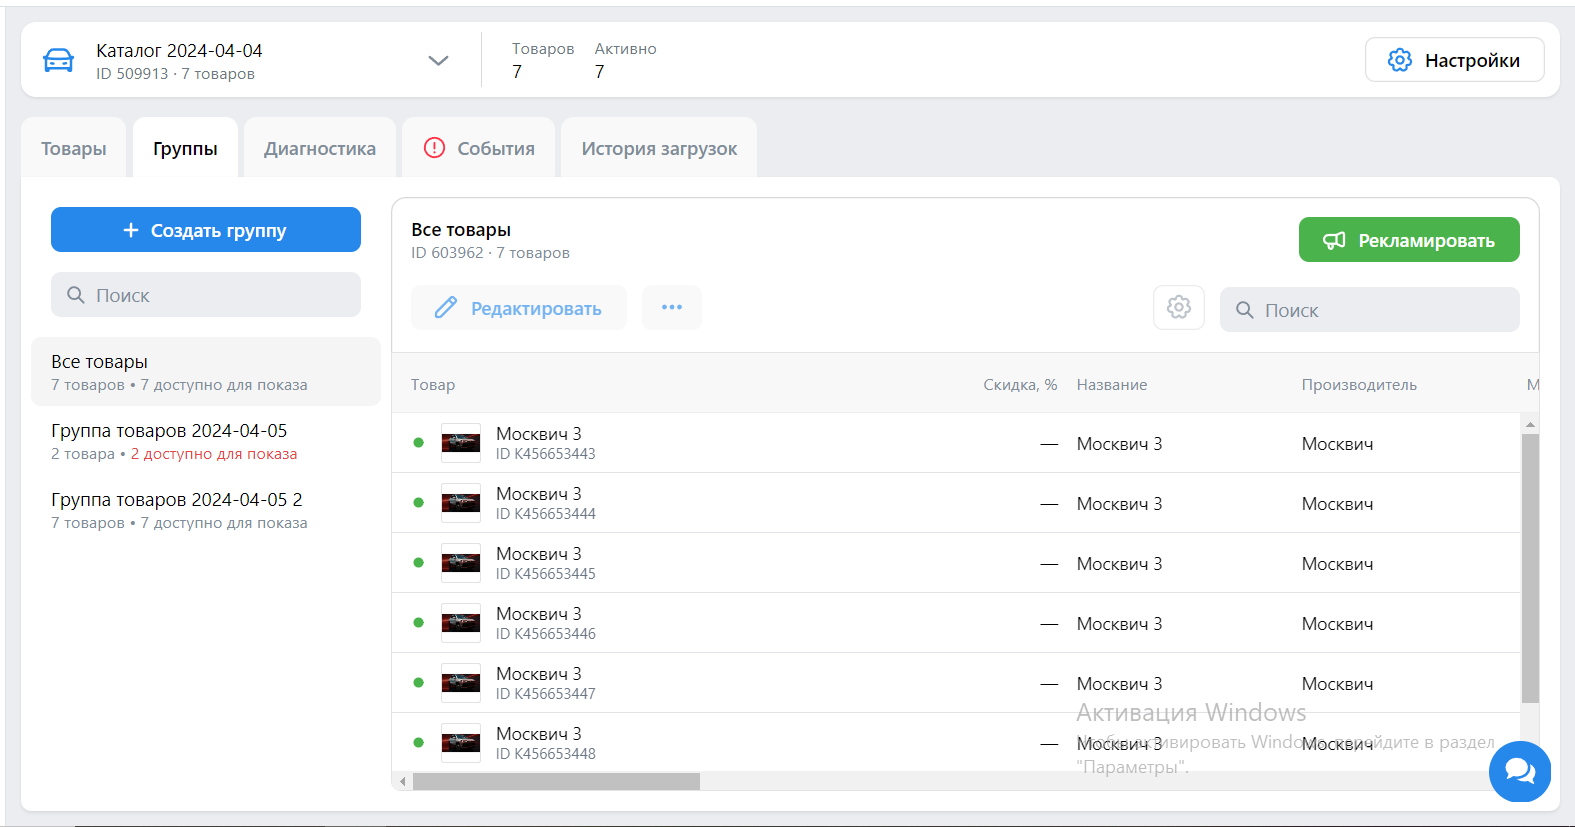 Каталог 2024-04-04
ID 509913 · 7 товаров
Товаров
7
Активно
7
Настройки
Товары
Группы
Диагностика
События
История загрузок
Создать группу
Поиск
Все товары
7 товаров • 7 доступно для показа
Группа товаров 2024-04-05
2 товара • 2 доступно для показа
Группа товаров 2024-04-05 2
7 товаров • 7 доступно для показа
Все товары
ID 603962 · 7 товаров
Рекламировать
Редактировать
Поиск
Товар Скидка, % Название Производитель М
Москвич 3
ID K456653443
— Москвич 3 Москвич
Москвич 3
ID K456653444
— Москвич 3 Москвич
Москвич 3
ID K456653445
— Москвич 3 Москвич
Москвич 3
ID K456653446
— Москвич 3 Москвич
Москвич 3
ID K456653447
— Москвич 3 Москвич
Москвич 3
ID K456653448
— Москвич 3 Москвич
Активация Windows
Чтобы активировать Windows, перейдите в раздел
"Параметры".